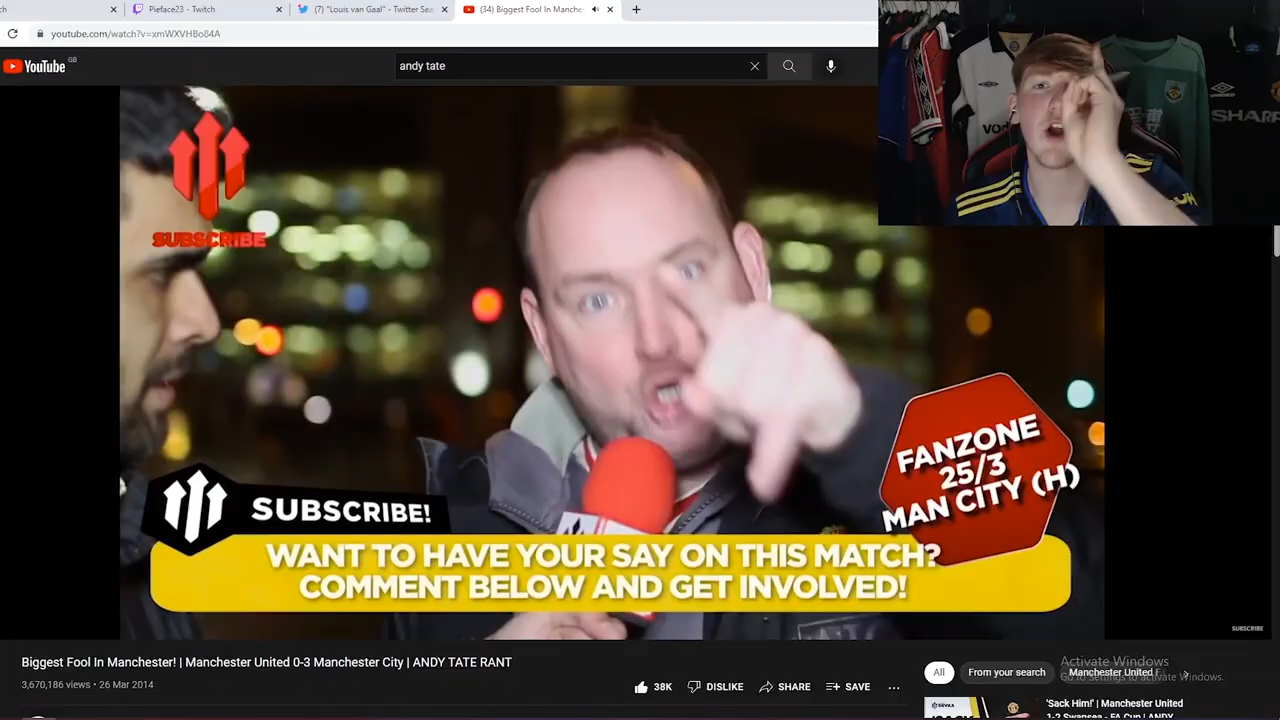 ch
Pieface23 - Twitch
(7) "Louis van Gaal" - Twitter Sea
(34) Biggest Fool In Manches
youtube.com/watch?v=xmWXVHBo84A
YouTube GB
andy tate
SHARP
SUBSCRIBE
FANZONE
25/3
MAN CITY (H)
SUBSCRIBE!
WANT TO HAVE YOUR SAY ON THIS MATCH?
COMMENT BELOW AND GET INVOLVED!
SUBSCRIBE
Biggest Fool In Manchester! | Manchester United 0-3 Manchester City | ANDY TATE RANT
3,670,186 views • 26 Mar 2014
38K
DISLIKE
SHARE
SAVE
All
From your search
Manchester United F
Activate Windows
Go to Settings to activate Windows.
'Sack Him!' | Manchester United
1-2 Swansea - FA Cup | ANDY